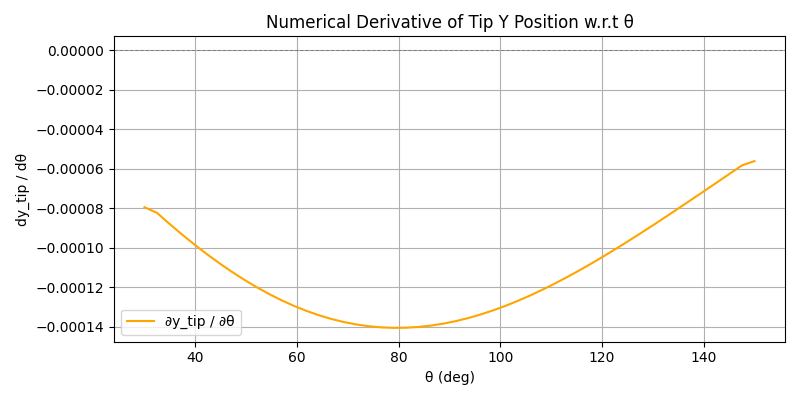 Numerical Derivative of Tip Y Position w.r.t θ
0.00000
−0.00002
−0.00004
−0.00006
−0.00008
−0.00010
−0.00012
−0.00014
dy_tip / dθ
∂y_tip / ∂θ
40 60 80 100 120 140
θ (deg)